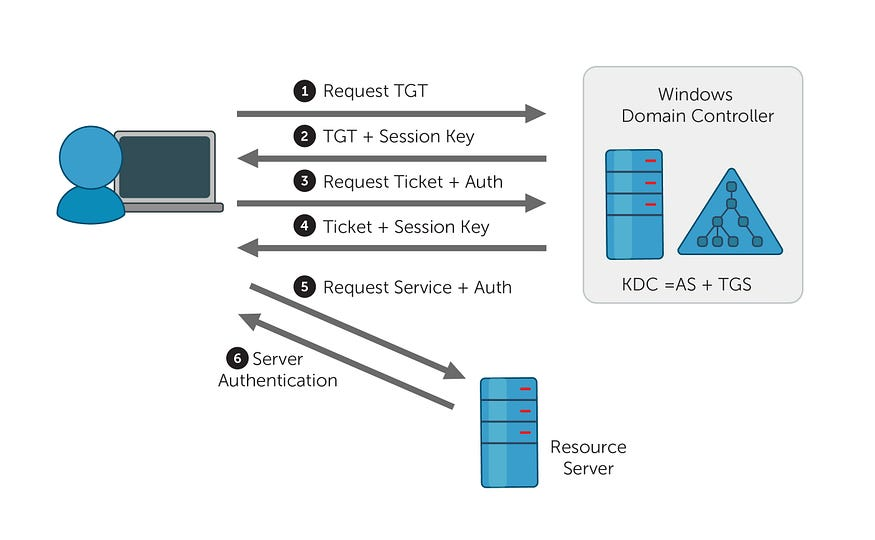 1 Request TGT
2 TGT + Session Key
3 Request Ticket + Auth
4 Ticket + Session Key
5 Request Service + Auth
6 Server
Authentication
Windows
Domain Controller
KDC =AS + TGS
Resource
Server